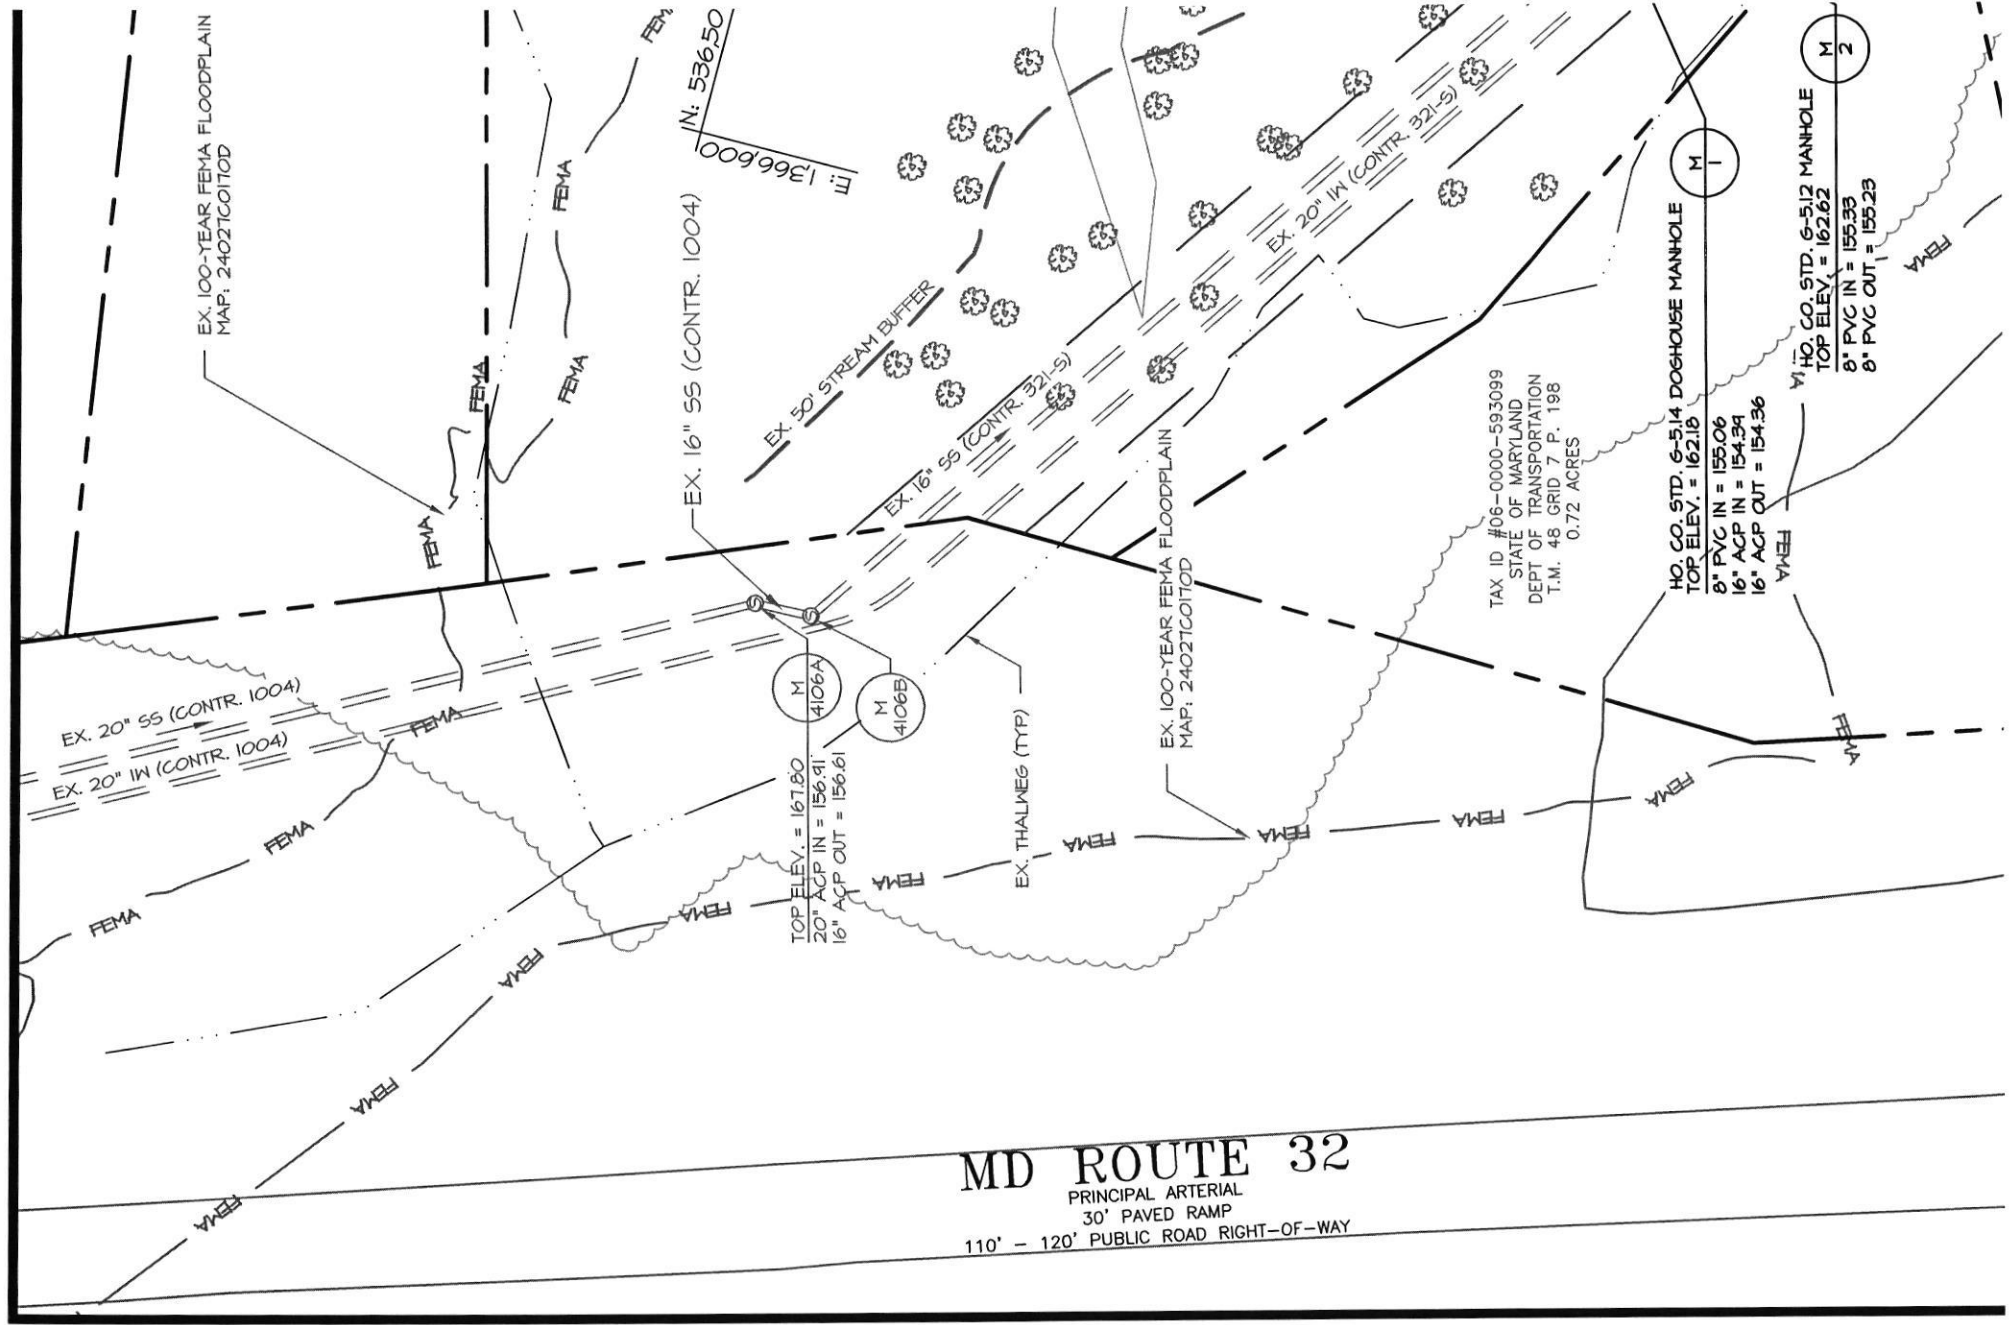 EX. 100-YEAR FEMA FLOODPLAIN
MAP: 24027C0170D
FEMA
FEMA
FEMA
FEMA
FEMA
N: 536,50
E: 1,366,600
EX. 16" SS (CONTR. 1004)
EX. 50' STREAM BUFFER
EX. 16" SS (CONTR. 321-S)
EX. 20" IW (CONTR. 321-S)
EX. 20" SS (CONTR. 1004)
EX. 20" IW (CONTR. 1004)
FEMA
FEMA
FEMA
S
S
M
4106A
M
4106B
TOP ELEV. = 167.80
20" ACP IN = 156.91
16" ACP OUT = 156.61
EX. THALWEG (TYP)
EX. 100-YEAR FEMA FLOODPLAIN
MAP: 24027C0170D
TAX ID #06-0000-593099
STATE OF MARYLAND
DEPT OF TRANSPORTATION
T.M. 48 GRID 7 P. 198
0.72 ACRES
M
1
HO. CO. STD. G-5.14 DOGHOUSE MANHOLE
TOP ELEV. = 162.18
8" PVC IN = 155.06
16" ACP IN = 154.39
16" ACP OUT = 154.36
M
2
HO. CO. STD. G-5.12 MANHOLE
TOP ELEV. = 162.62
8" PVC IN = 155.33
8" PVC OUT = 155.23
FEMA
FEMA
FEMA
FEMA
FEMA
FEMA
FEMA
FEMA
FEMA
FEMA
FEMA
FEMA
MD ROUTE 32
PRINCIPAL ARTERIAL
30' PAVED RAMP
110' - 120' PUBLIC ROAD RIGHT-OF-WAY